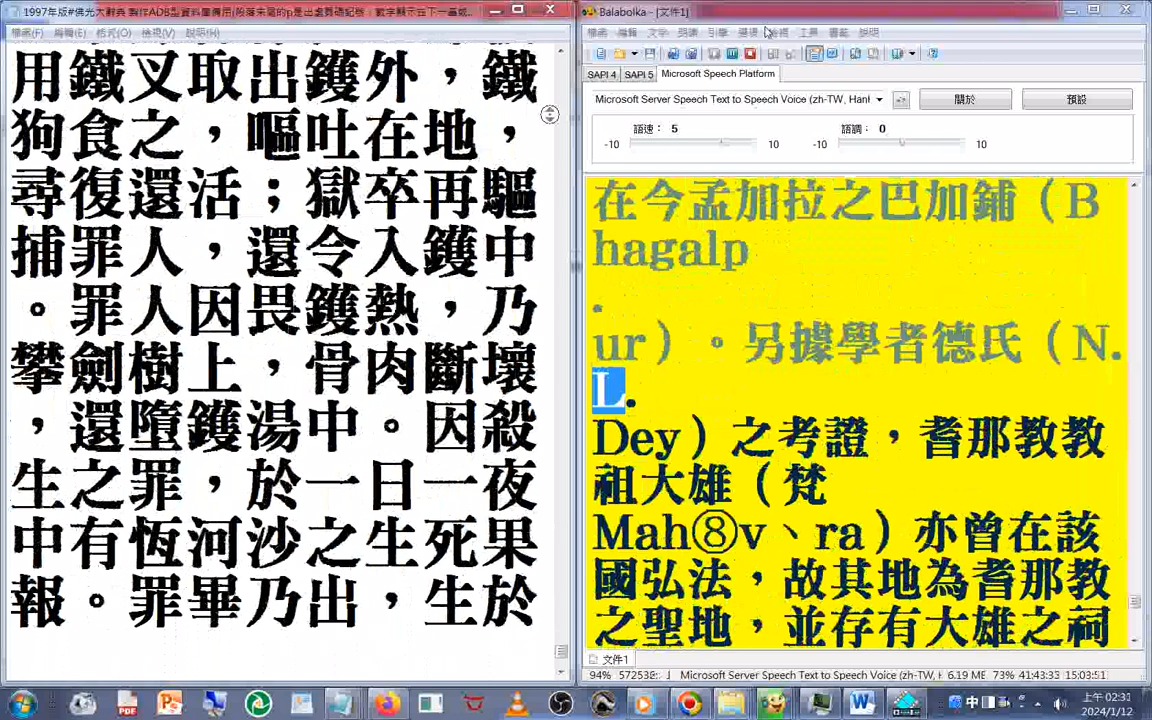 1997年版#佛光大辭典
檔案(F) 編輯(E) 格式(O) 檢視(V) 說明(H)
用鐵叉取出鑊外，鐵
狗食之，嘔吐在地，
尋復還活；獄卒再驅
捕罪人，還令入鑊中
。罪人因畏鑊熱，乃
攀劍樹上，骨肉斷壞
，還墮鑊湯中。因殺
生之罪，於一日一夜
中有恆河沙之生死果
報。罪畢乃出，生於
Balabolka - [文件1]
檔案 編輯 文字 朗讀 引擎 選項 檢視 工具 書籤 說明
SAPI 4 SAPI 5 Microsoft Speech Platform
Microsoft Server Speech Text to Speech Voice (zh-TW, Hanl
關於 預設
語速： 5 語調： 0
-10 10 -10 10
在今孟加拉之巴加鋪（B
hagalp
.
ur）。另據學者德氏（N.
L.
Dey）之考證，耆那教教
祖大雄（梵
Mah⑧v、ra）亦曾在該
國弘法，故其地為耆那教
之聖地，並存有大雄之祠
文件1
94% Microsoft Server Speech Text to Speech Voice (zh-TW, H 6.19 ME 73% 41:43:33 15:03:51
中
上午 02:31
2024/1/12